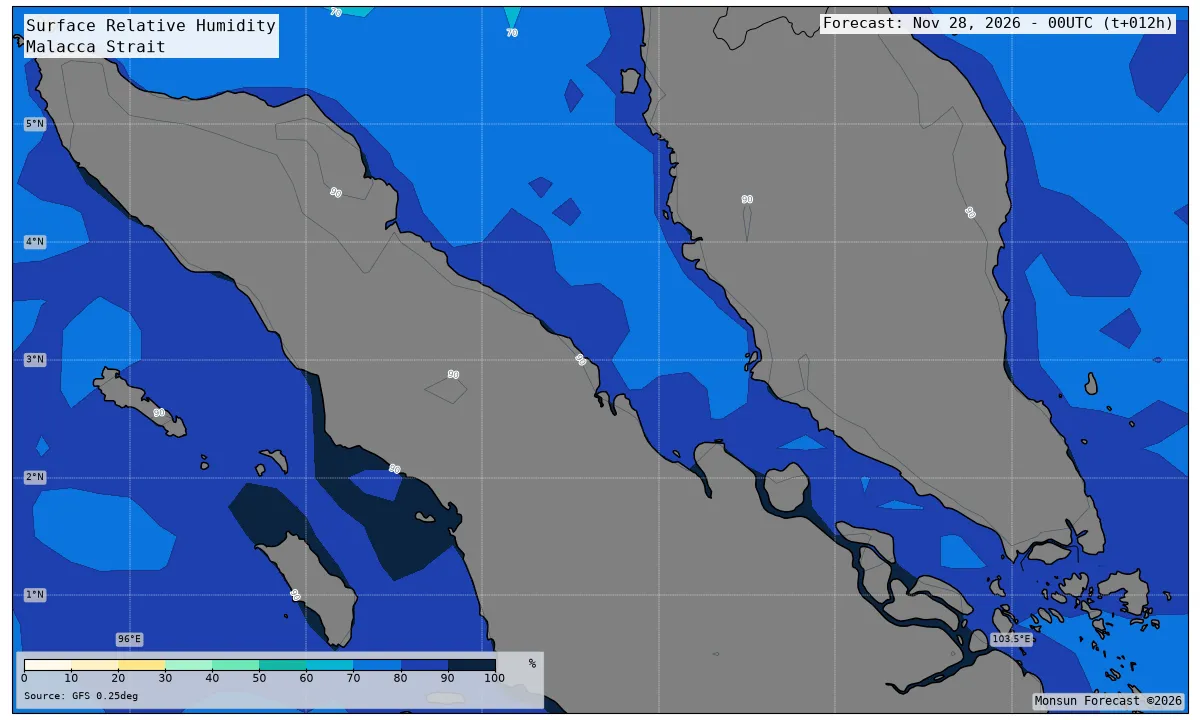 Surface Relative Humidity
Malacca Strait
Forecast: Nov 28, 2026 - 00UTC (t+012h)
70
70
5°N
90
90
90
4°N
3°N
90
90
90
90
2°N
1°N
90
96°E
103.5°E
%
0 10 20 30 40 50 60 70 80 90 100
Source: GFS 0.25deg
Monsun Forecast ©2026